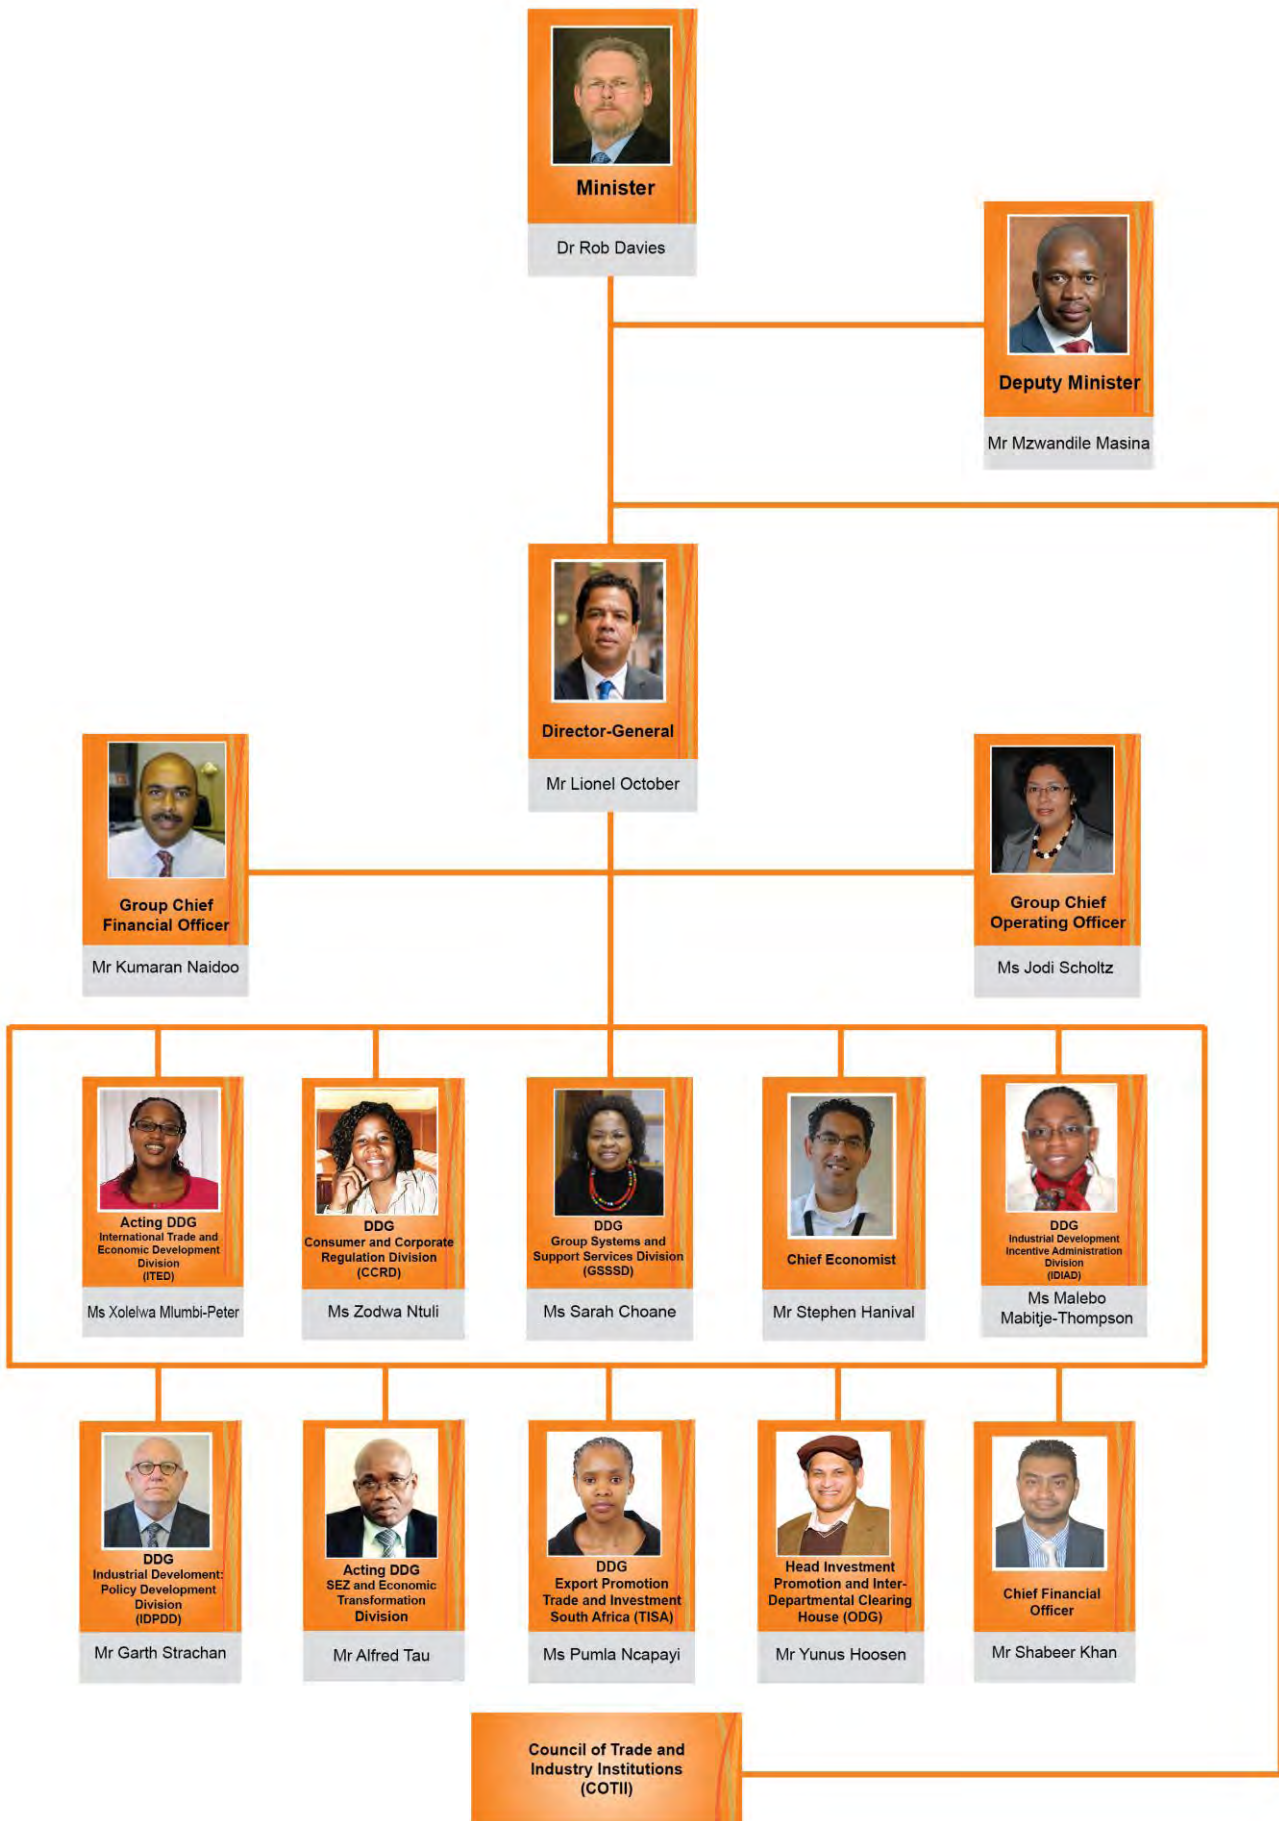 Minister
Dr Rob Davies
Deputy Minister
Mr Mzwandile Masina
Director-General
Mr Lionel October
Group Chief
Financial Officer
Mr Kumaran Naidoo
Group Chief
Operating Officer
Ms Jodi Scholtz
Acting DDG
International Trade and
Economic Development
Division
(ITED)
Ms Xolelwa Mlumbi-Peter
DDG
Consumer and Corporate
Regulation Division
(CCRD)
Ms Zodwa Ntuli
DDG
Group Systems and
Support Services Division
(GSSSD)
Ms Sarah Choane
Chief Economist
Mr Stephen Hanival
DDG
Industrial Development
Incentive Administration
Division
(IDIAD)
Ms Malebo
Mabitje-Thompson
DDG
Industrial Develoment:
Policy Development
Division
(IDPDD)
Mr Garth Strachan
Acting DDG
SEZ and Economic
Transformation
Division
Mr Alfred Tau
DDG
Export Promotion
Trade and Investment
South Africa (TISA)
Ms Pumla Ncapayi
Head Investment
Promotion and Inter-
Departmental Clearing
House (ODG)
Mr Yunus Hoosen
Chief Financial
Officer
Mr Shabeer Khan
Council of Trade and
Industry Institutions
(COTII)